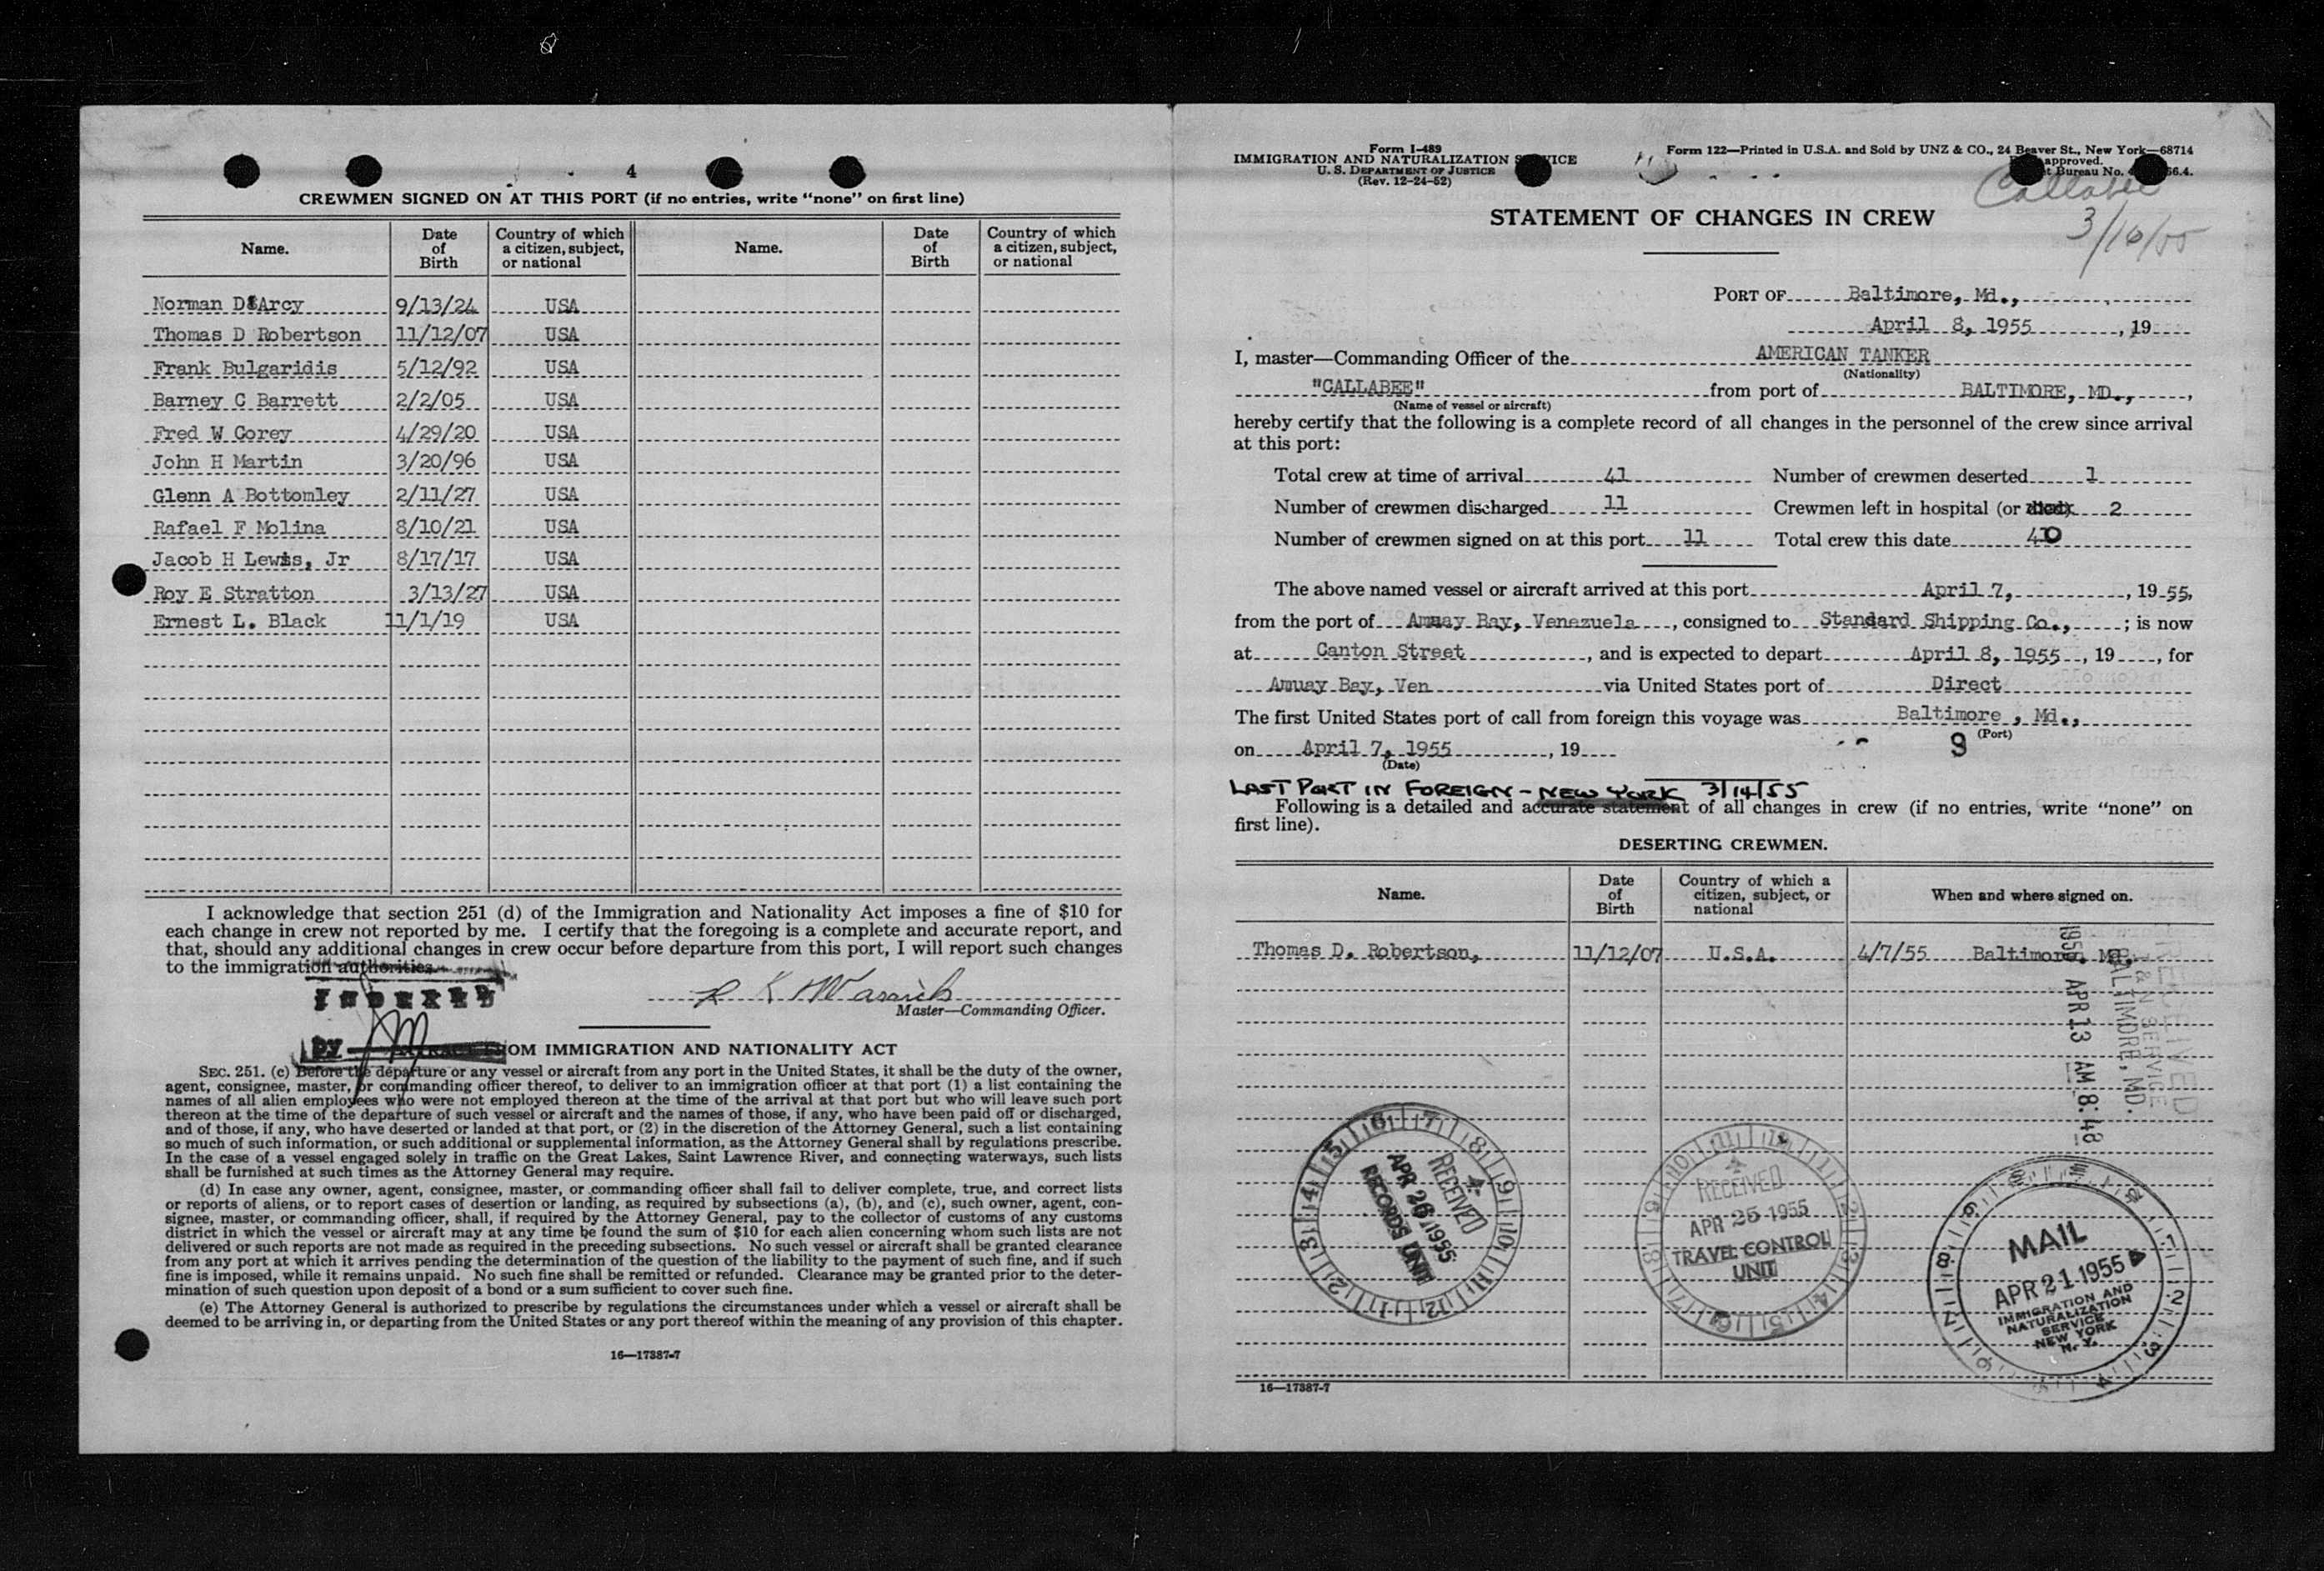 4
CREWMEN SIGNED ON AT THIS PORT (if no entries, write “none” on first line)
Name. Date of Birth Country of which a citizen, subject, or national Name. Date of Birth Country of which a citizen, subject, or national
Norman D'Arcy 9/13/24 USA
Thomas D Robertson 11/12/07 USA
Frank Bulgaridis 5/12/92 USA
Barney C Barrett 2/2/05 USA
Fred W Corey 4/29/20 USA
John H Martin 3/20/96 USA
Glenn A Bottomley 2/11/27 USA
Rafael F Molina 8/10/21 USA
Jacob H Lewis, Jr 8/17/17 USA
Roy E Stratton 3/13/27 USA
Ernest L. Black 11/1/19 USA
I acknowledge that section 251 (d) of the Immigration and Nationality Act imposes a fine of $10 for
each change in crew not reported by me. I certify that the foregoing is a complete and accurate report, and
that, should any additional changes in crew occur before departure from this port, I will report such changes
to the immigration authorities
INDEXED
Master—Commanding Officer.
by
FROM IMMIGRATION AND NATIONALITY ACT
SEC. 251. (c) Before the departure or any vessel or aircraft from any port in the United States, it shall be the duty of the owner,
agent, consignee, master, or commanding officer thereof, to deliver to an immigration officer at that port (1) a list containing the
names of all alien employees who were not employed thereon at the time of the arrival at that port but who will leave such port
thereon at the time of the departure of such vessel or aircraft and the names of those, if any, who have been paid off or discharged,
and of those, if any, who have deserted or landed at that port, or (2) in the discretion of the Attorney General, such a list containing
so much of such information, or such additional or supplemental information, as the Attorney General shall by regulations prescribe.
In the case of a vessel engaged solely in traffic on the Great Lakes, Saint Lawrence River, and connecting waterways, such lists
shall be furnished at such times as the Attorney General may require.
(d) In case any owner, agent, consignee, master, or commanding officer shall fail to deliver complete, true, and correct lists
or reports of aliens, or to report cases of desertion or landing, as required by subsections (a), (b), and (c), such owner, agent, con-
signee, master, or commanding officer, shall, if required by the Attorney General, pay to the collector of customs of any customs
district in which the vessel or aircraft may at any time be found the sum of $10 for each alien concerning whom such lists are not
delivered or such reports are not made as required in the preceding subsections. No such vessel or aircraft shall be granted clearance
from any port at which it arrives pending the determination of the question of the liability to the payment of such fine, and if such
fine is imposed, while it remains unpaid. No such fine shall be remitted or refunded. Clearance may be granted prior to the deter-
mination of such question upon deposit of a bond or a sum sufficient to cover such fine.
(e) The Attorney General is authorized to prescribe by regulations the circumstances under which a vessel or aircraft shall be
deemed to be arriving in, or departing from the United States or any port thereof within the meaning of any provision of this chapter.
16—17387-7
Form I-489
IMMIGRATION AND NATURALIZATION SERVICE
U. S. DEPARTMENT OF JUSTICE
(Rev. 12-24-52)
Form 122—Printed in U.S.A. and Sold by UNZ & CO., 24 Beaver St., New York—68714
approved.
Bureau No.
Callabee
3/16/55
STATEMENT OF CHANGES IN CREW
PORT OF Baltimore, Md.,
April 8, 1955, 19
I, master—Commanding Officer of the AMERICAN TANKER
(Nationality)
"CALLABEE" from port of BALTIMORE, MD.,
(Name of vessel or aircraft)
hereby certify that the following is a complete record of all changes in the personnel of the crew since arrival
at this port:
Total crew at time of arrival 41 Number of crewmen deserted 1
Number of crewmen discharged 11 Crewmen left in hospital (or 2
Number of crewmen signed on at this port 11 Total crew this date 40
The above named vessel or aircraft arrived at this port April 7, , 19 55,
from the port of Amuay Bay, Venezuela, consigned to Standard Shipping Co., ; is now
at Canton Street, and is expected to depart April 8, 1955, 19 , for
Amuay Bay, Ven via United States port of Direct
The first United States port of call from foreign this voyage was Baltimore, Md.,
(Port)
on April 7, 1955, 19 9
(Date)
LAST PORT IN FOREIGN - NEW YORK 3/14/55
Following is a detailed and accurate statement of all changes in crew (if no entries, write “none” on
first line).
DESERTING CREWMEN.
Name. Date of Birth Country of which a citizen, subject, or national When and where signed on.
Thomas D. Robertson, 11/12/07 U.S.A. 4/7/55 Baltimore, Md.
RECEIVED
& N SERVICE
BALTIMORE, MD.
1955 APR 13 AM 8:48
RECEIVED
APR 26 1955
RECORDS UNIT
RECEIVED
APR 25 1955
TRAVEL CONTROL
UNIT
MAIL
APR 21 1955
IMMIGRATION AND
NATURALIZATION
SERVICE
NEW YORK
N. Y.
16—17387-7